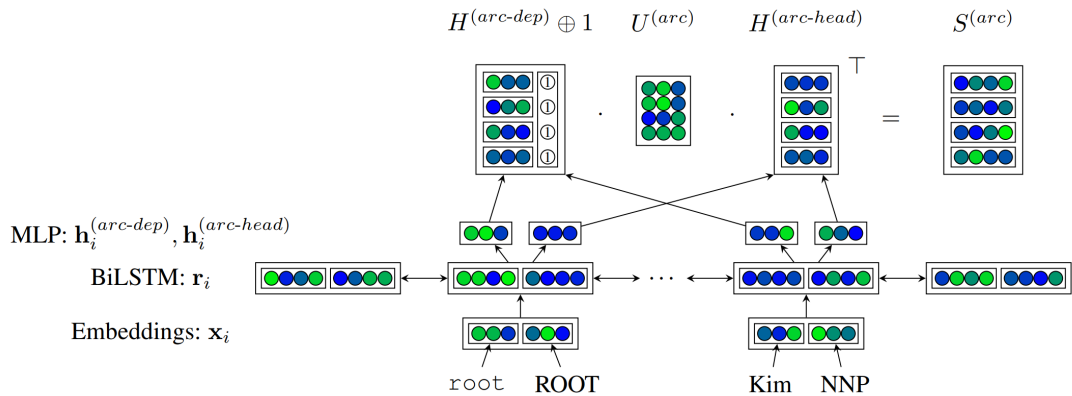 H^(arc-dep) ⊕ 1 U^(arc) H^(arc-head) S^(arc)
⊤
1
1 · · =
1
1
MLP: h_i^(arc-dep), h_i^(arc-head)
BiLSTM: r_i ···
Embeddings: x_i
root ROOT Kim NNP